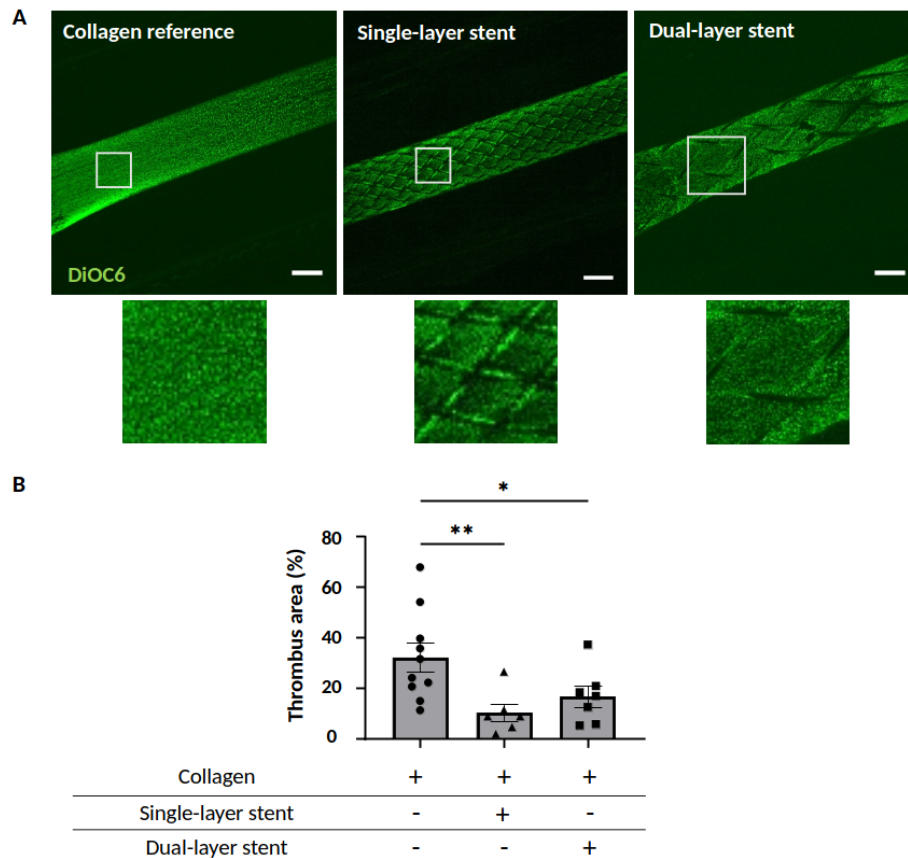 A
Collagen reference
Single-layer stent
Dual-layer stent
DiOC6
B
*
**
Thrombus area (%)
80
60
40
20
0
Collagen + + +
Single-layer stent - + -
Dual-layer stent - - +